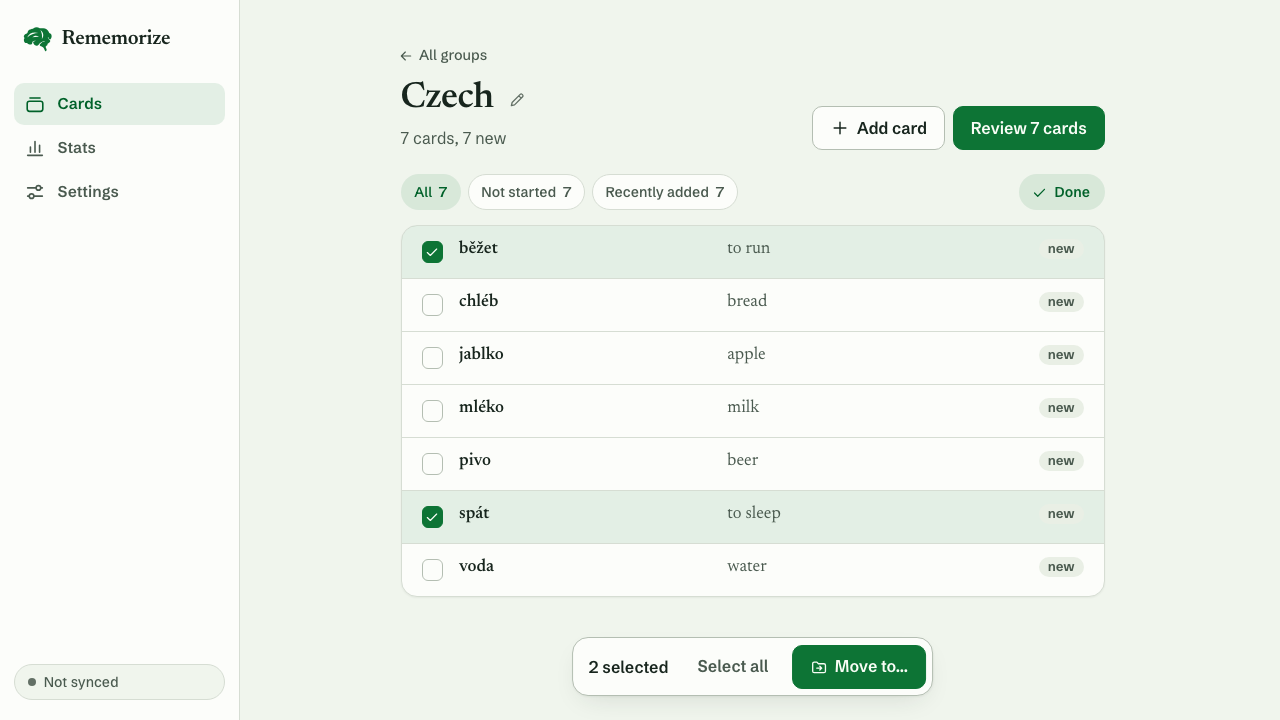 Rememorize
Cards
Stats
Settings
Not synced
All groups
Czech
7 cards, 7 new
Add card
Review 7 cards
All 7
Not started 7
Recently added 7
Done
běžet to run new
chléb bread new
jablko apple new
mléko milk new
pivo beer new
spát to sleep new
voda water new
2 selected
Select all
Move to...